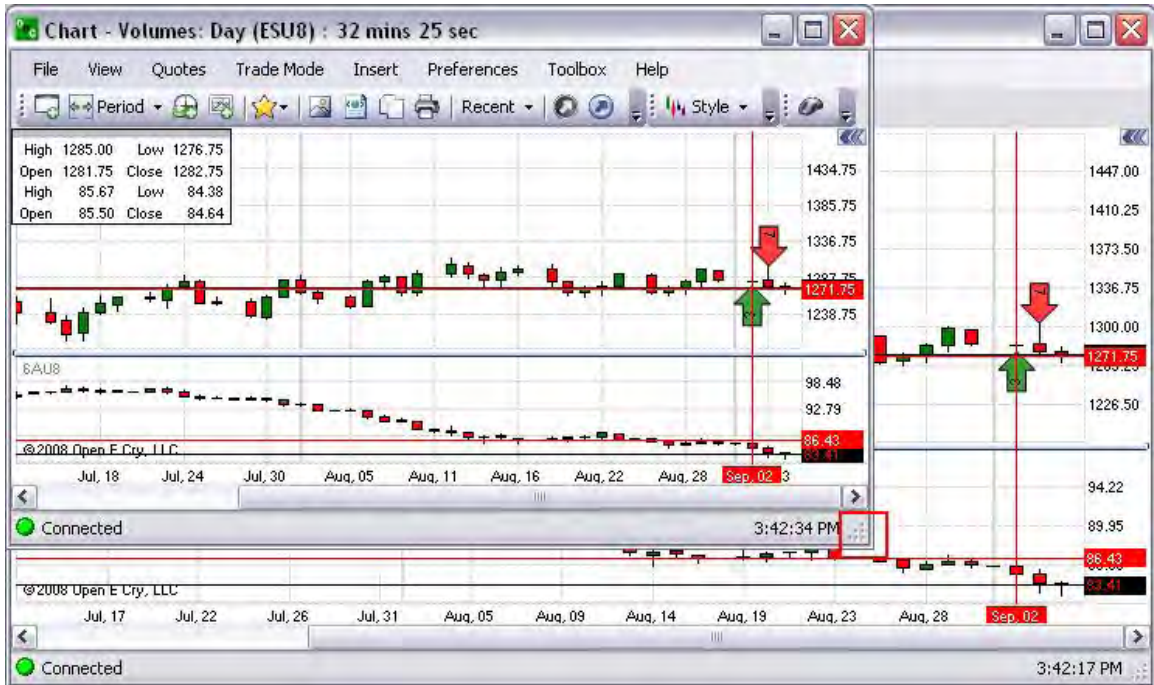 Chart - Volumes: Day (ESU8) : 32 mins 25 sec
File View Quotes Trade Mode Insert Preferences Toolbox Help
Period Recent Style
High 1285.00 Low 1276.75
Open 1281.75 Close 1282.75
High 85.67 Low 84.38
Open 85.50 Close 84.64
1434.75
1385.75
1336.75
1297.75
1271.75
1238.75
6AU8
98.48
92.79
86.43
83.41
©2008 Open E Cry, LLC
Jul, 18 Jul, 24 Jul, 30 Aug, 05 Aug, 11 Aug, 16 Aug, 22 Aug, 28 Sep, 02 3
Connected 3:42:34 PM
1447.00
1410.25
1373.50
1336.75
1300.00
1271.75
1226.50
94.22
89.95
86.43
83.41
©2008 Open E Cry, LLC
Jul, 17 Jul, 22 Jul, 26 Jul, 31 Aug, 05 Aug, 09 Aug, 14 Aug, 19 Aug, 23 Aug, 28 Sep, 02
Connected 3:42:17 PM